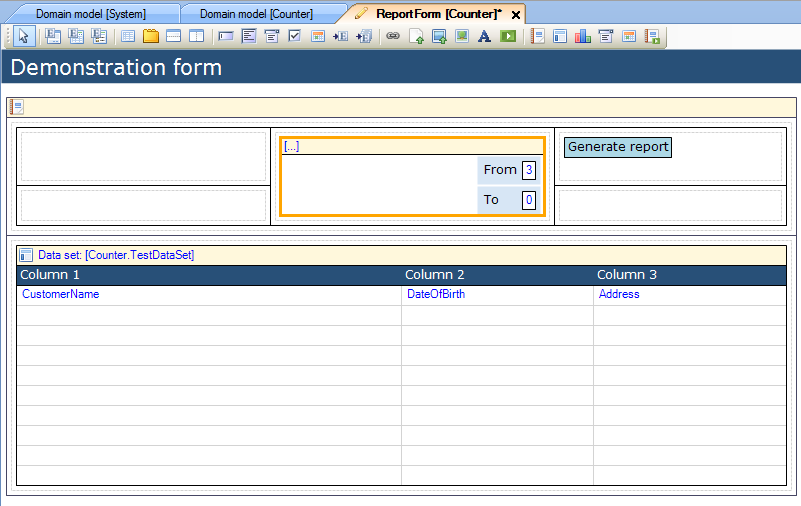 Domain model [System] Domain model [Counter] ReportForm [Counter]*
Demonstration form
[...] Generate report
From 3
To 0
Data set: [Counter.TestDataSet]
Column 1 Column 2 Column 3
CustomerName DateOfBirth Address